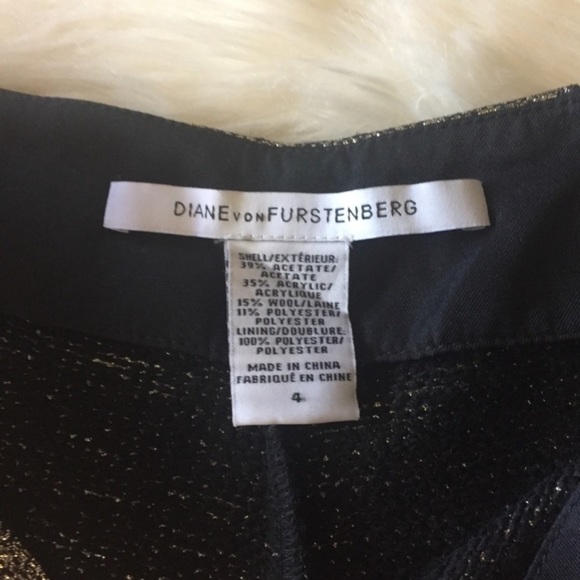 DIANE VON FURSTENBERG
SHELL/EXTÉRIEUR:
39% ACETATE/
ACETATE
35% ACRYLIC/
ACRYLIQUE
15% WOOL/LAINE
11% POLYESTER/
POLYESTER
LINING/DOUBLURE:
100% POLYESTER/
POLYESTER
MADE IN CHINA
FABRIQUÉ EN CHINE
4